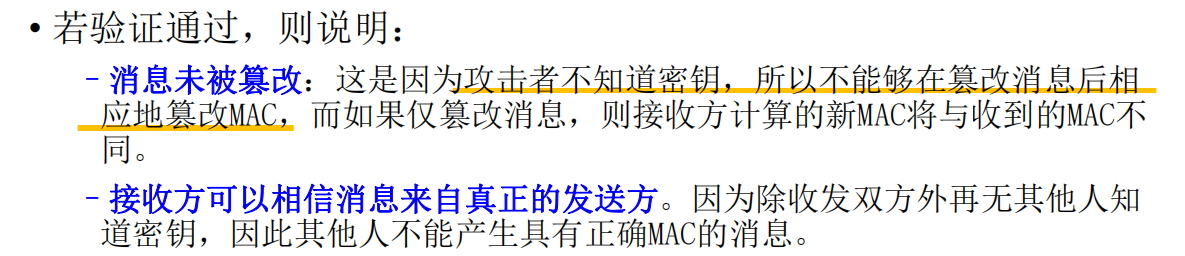 • 若验证通过，则说明：
– 消息未被篡改：这是因为攻击者不知道密钥，所以不能够在篡改消息后相
应地篡改MAC，而如果仅篡改消息，则接收方计算的新MAC将与收到的MAC不
同。
– 接收方可以相信消息来自真正的发送方。因为除收发双方外再无其他人知
道密钥，因此其他人不能产生具有正确MAC的消息。